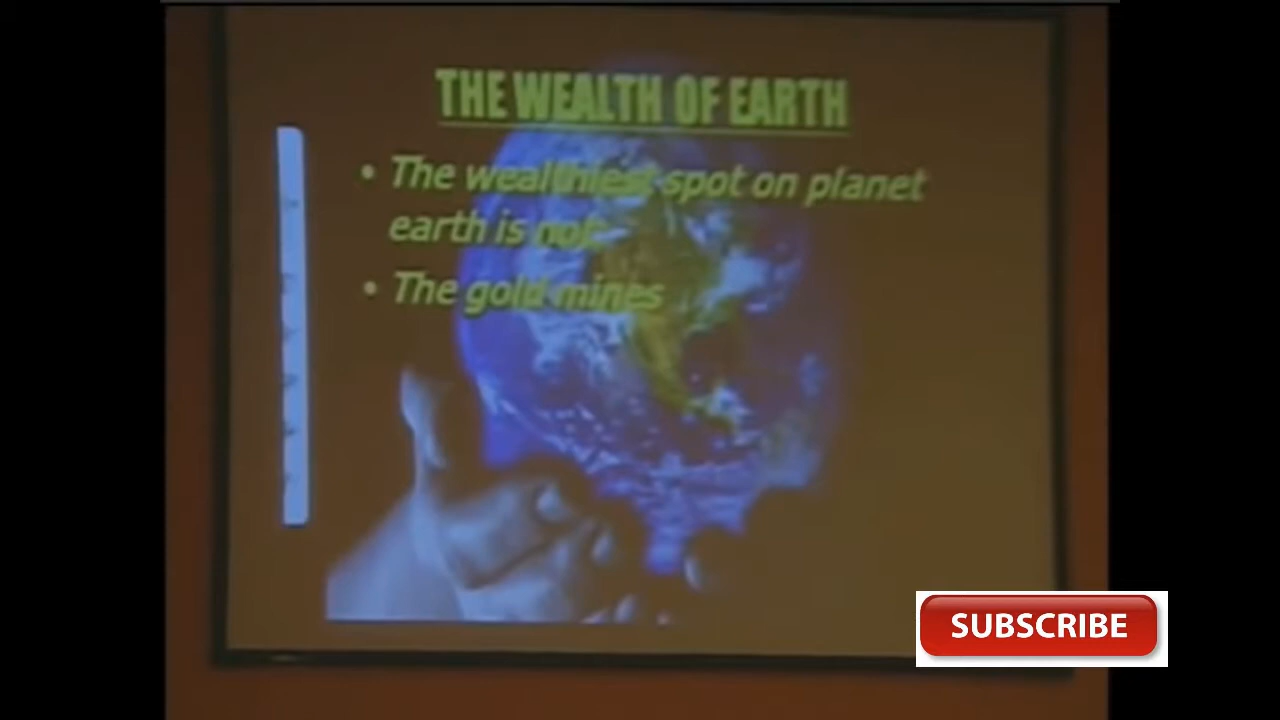 THE WEALTH OF EARTH
• The wealthiest spot on planet
earth is not:
• The gold mines
SUBSCRIBE